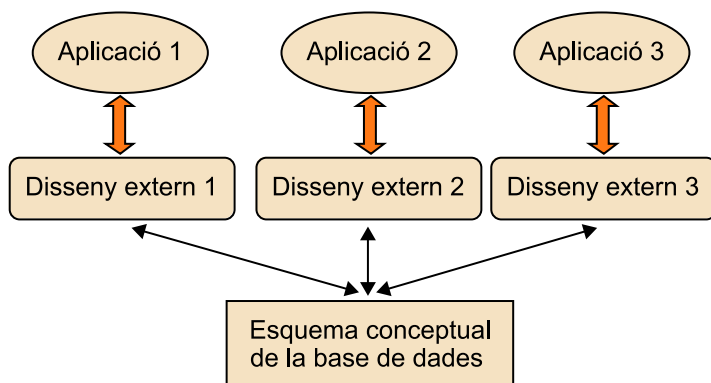 Aplicació 1
Aplicació 2
Aplicació 3
Disseny extern 1
Disseny extern 2
Disseny extern 3
Esquema conceptual
de la base de dades